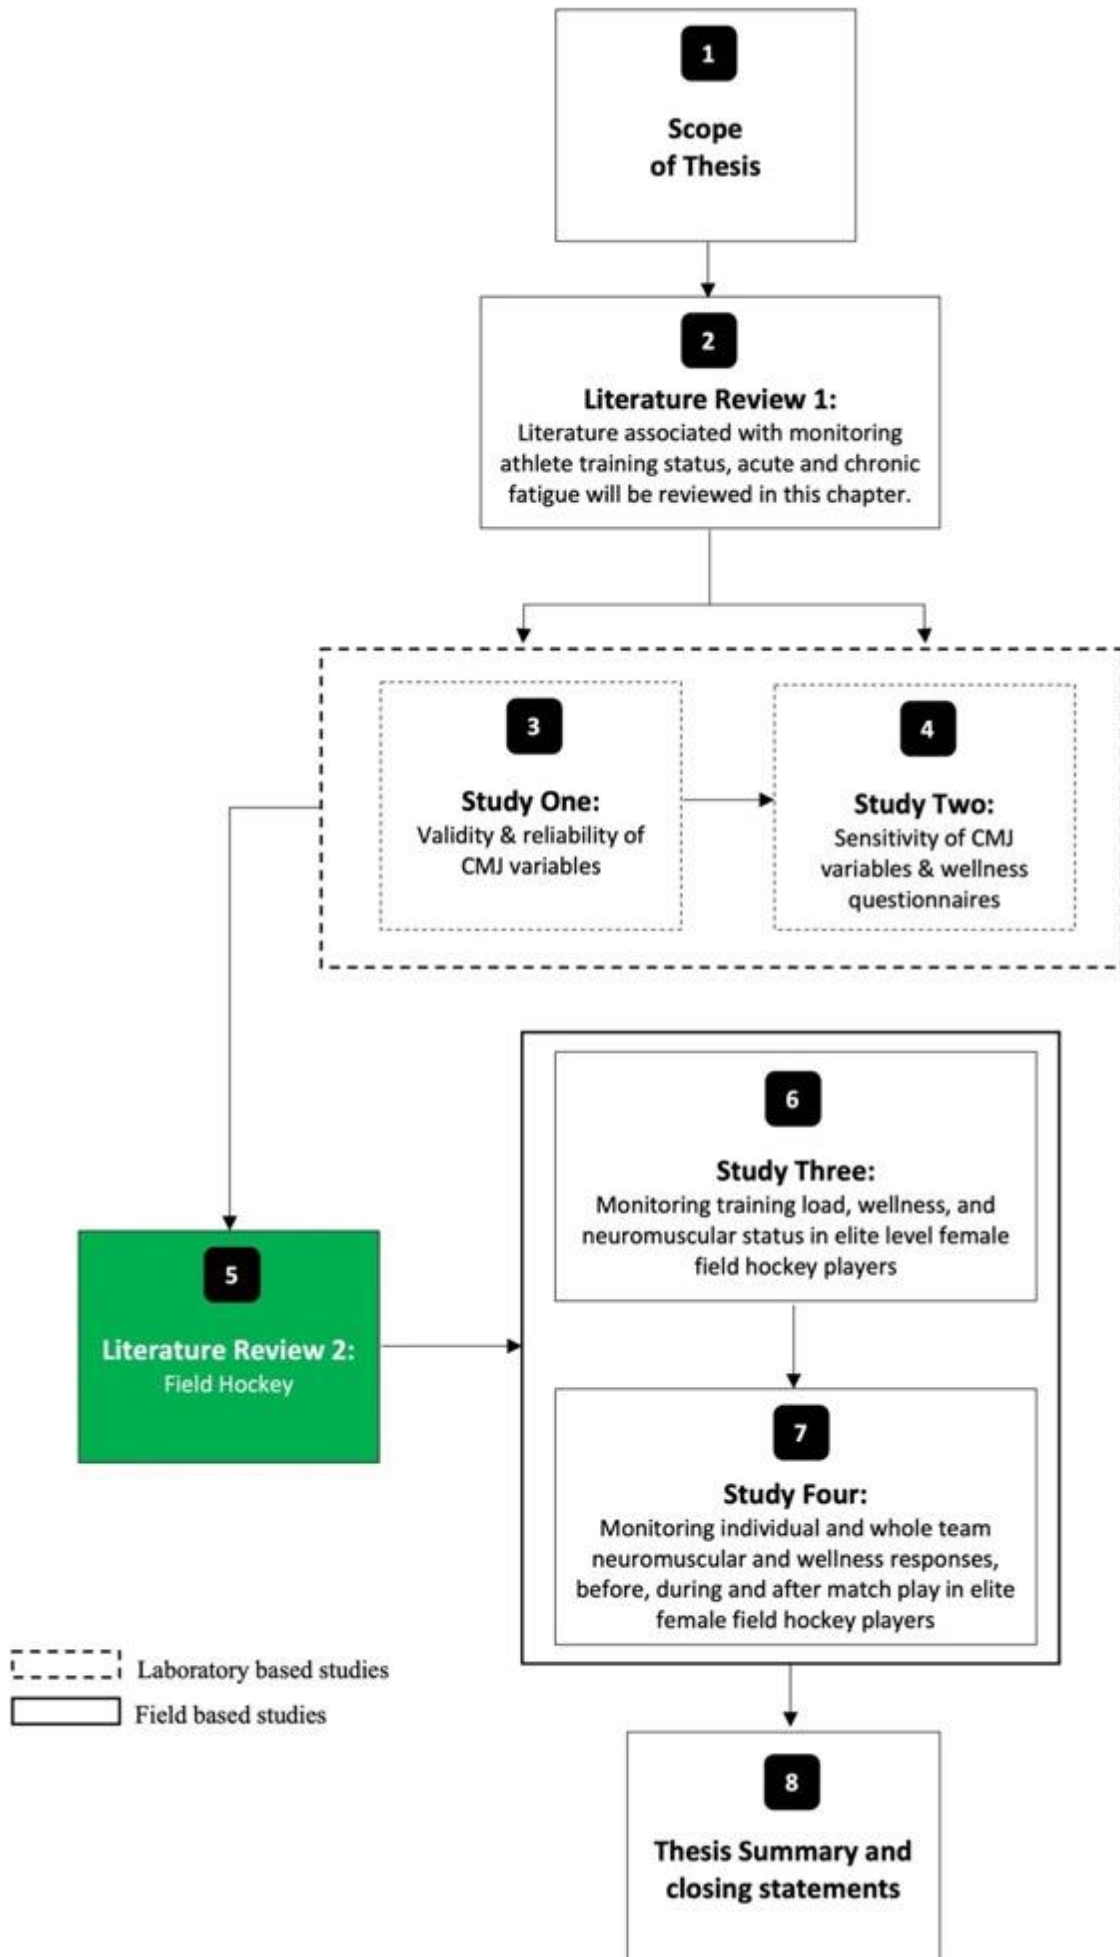 1
Scope
of Thesis
2
Literature Review 1:
Literature associated with monitoring
athlete training status, acute and chronic
fatigue will be reviewed in this chapter.
3
Study One:
Validity & reliability of
CMJ variables
4
Study Two:
Sensitivity of CMJ
variables & wellness
questionnaires
5
Literature Review 2:
Field Hockey
6
Study Three:
Monitoring training load, wellness, and
neuromuscular status in elite level female
field hockey players
7
Study Four:
Monitoring individual and whole team
neuromuscular and wellness responses,
before, during and after match play in elite
female field hockey players
Laboratory based studies
Field based studies
8
Thesis Summary and
closing statements